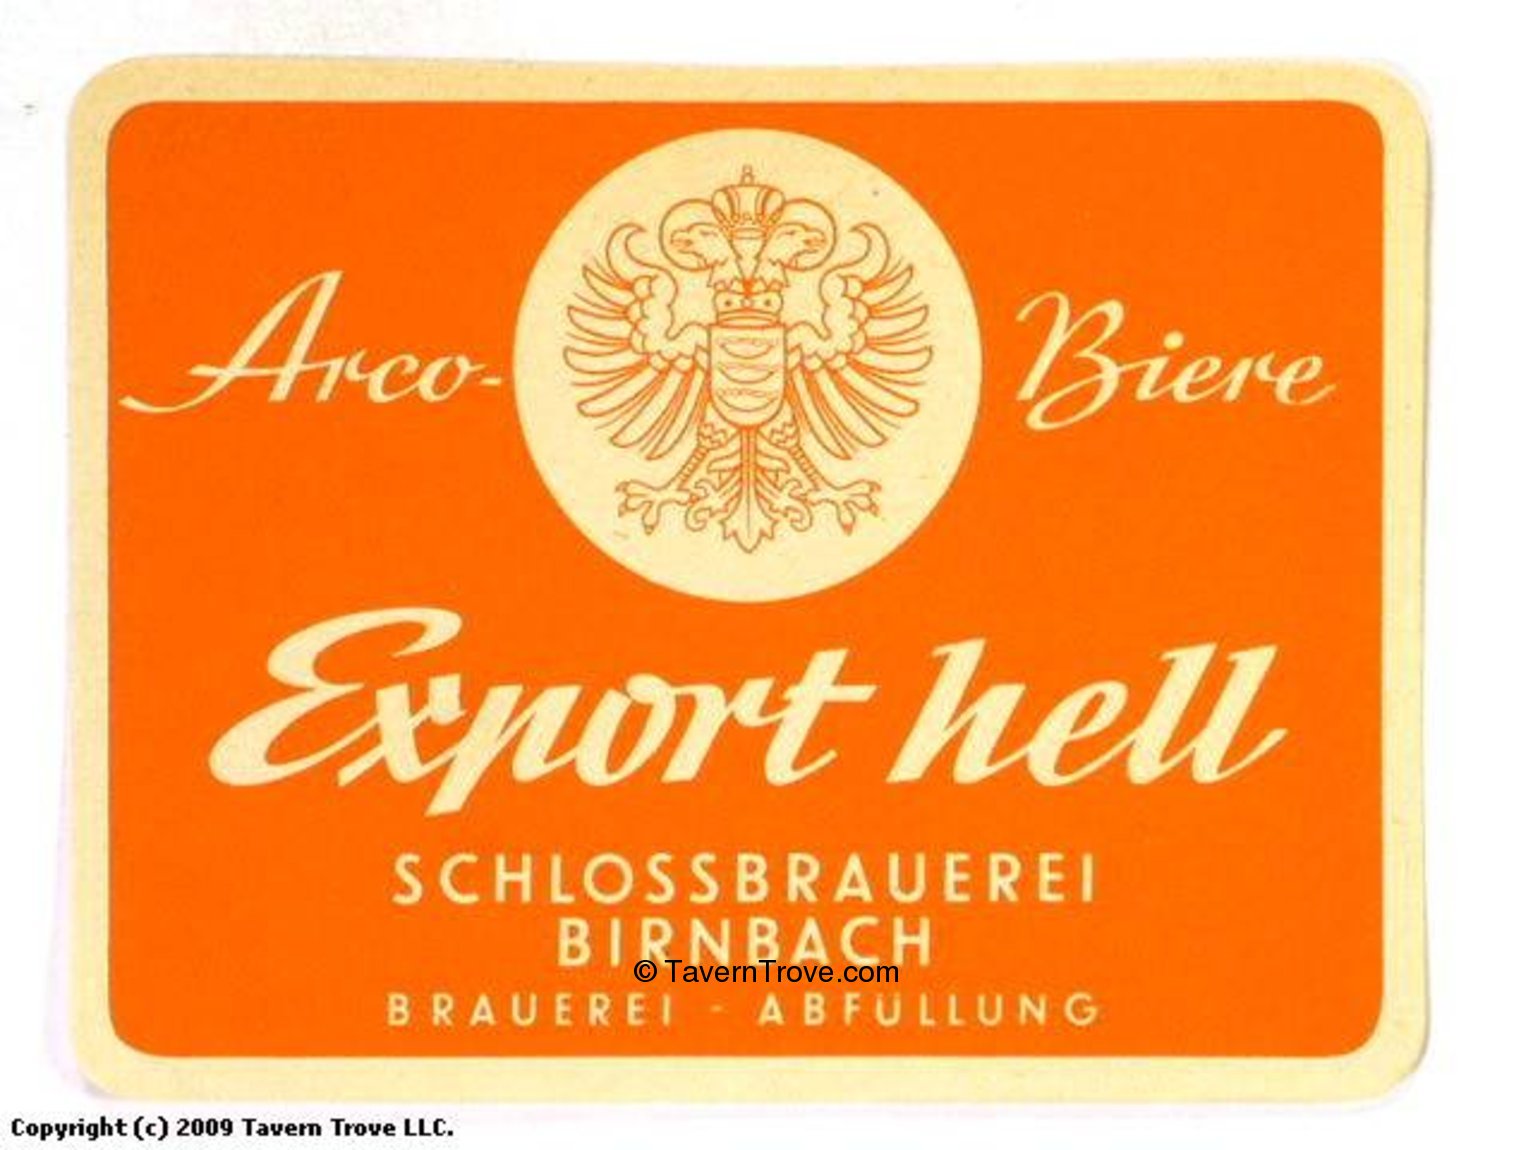 Arco- Biere
Export hell
SCHLOSSBRAUEREI
BIRNBACH
© TavernTrove.com
BRAUEREI - ABFÜLLUNG
Copyright (c) 2009 Tavern Trove LLC.